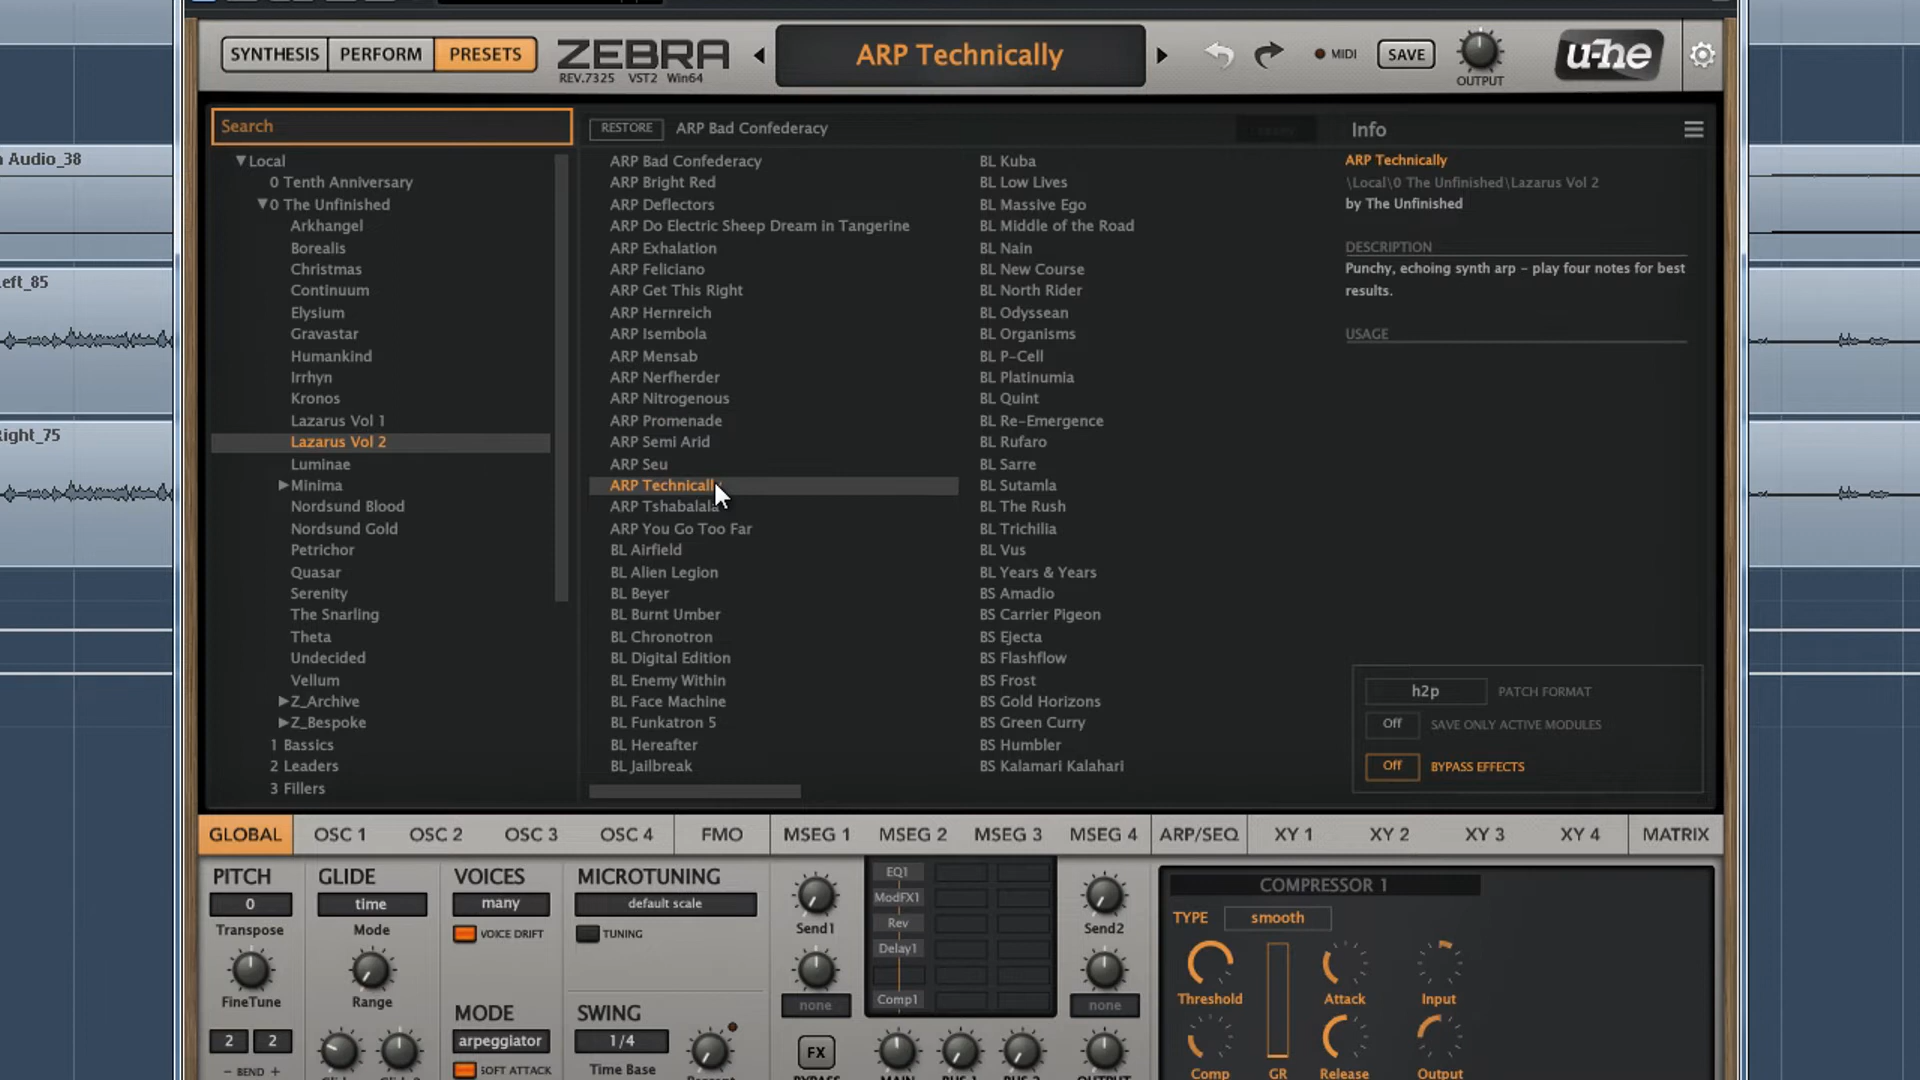 SYNTHESIS PERFORM PRESETS
ZEBRA
REV.7325 VST2 Win64
ARP Technically
MIDI
SAVE
OUTPUT
u-he
Search
RESTORE ARP Bad Confederacy
Info
Local
0 Tenth Anniversary
0 The Unfinished
Arkhangel
Borealis
Christmas
Continuum
Elysium
Gravastar
Humankind
Irrhyn
Kronos
Lazarus Vol 1
Lazarus Vol 2
Luminae
Minima
Nordsund Blood
Nordsund Gold
Petrichor
Quasar
Serenity
The Snarling
Theta
Undecided
Vellum
Z_Archive
Z_Bespoke
1 Bassics
2 Leaders
3 Fillers
ARP Bad Confederacy
ARP Bright Red
ARP Deflectors
ARP Do Electric Sheep Dream in Tangerine
ARP Exhalation
ARP Feliciano
ARP Get This Right
ARP Hernreich
ARP Isembola
ARP Mensab
ARP Nerfherder
ARP Nitrogenous
ARP Promenade
ARP Semi Arid
ARP Seu
ARP Technically
ARP Tshabalala
ARP You Go Too Far
BL Airfield
BL Alien Legion
BL Beyer
BL Burnt Umber
BL Chronotron
BL Digital Edition
BL Enemy Within
BL Face Machine
BL Funkatron 5
BL Hereafter
BL Jailbreak
BL Kuba
BL Low Lives
BL Massive Ego
BL Middle of the Road
BL Nain
BL New Course
BL North Rider
BL Odyssean
BL Organisms
BL P-Cell
BL Platinumia
BL Quint
BL Re-Emergence
BL Rufaro
BL Sarre
BL Sutamla
BL The Rush
BL Trichilia
BL Vus
BL Years & Years
BS Amadio
BS Carrier Pigeon
BS Ejecta
BS Flashflow
BS Frost
BS Gold Horizons
BS Green Curry
BS Humbler
BS Kalamari Kalahari
ARP Technically
\Local\0 The Unfinished\Lazarus Vol 2
by The Unfinished
DESCRIPTION
Punchy, echoing synth arp - play four notes for best
results.
USAGE
h2p PATCH FORMAT
Off SAVE ONLY ACTIVE MODULES
Off BYPASS EFFECTS
Audio_38
eft_85
ight_75
GLOBAL OSC 1 OSC 2 OSC 3 OSC 4 FMO MSEG 1 MSEG 2 MSEG 3 MSEG 4 ARP/SEQ XY 1 XY 2 XY 3 XY 4 MATRIX
PITCH
0
Transpose
FineTune
2 2
- BEND +
GLIDE
time
Mode
Range
VOICES
many
VOICE DRIFT
MODE
arpeggiator
SOFT ATTACK
MICROTUNING
default scale
TUNING
SWING
1/4
Time Base
Send1
none
FX
EQ1
ModFX1
Rev
Delay1
Comp1
Send2
none
COMPRESSOR 1
TYPE smooth
Threshold Attack Input
Comp GR Release Output